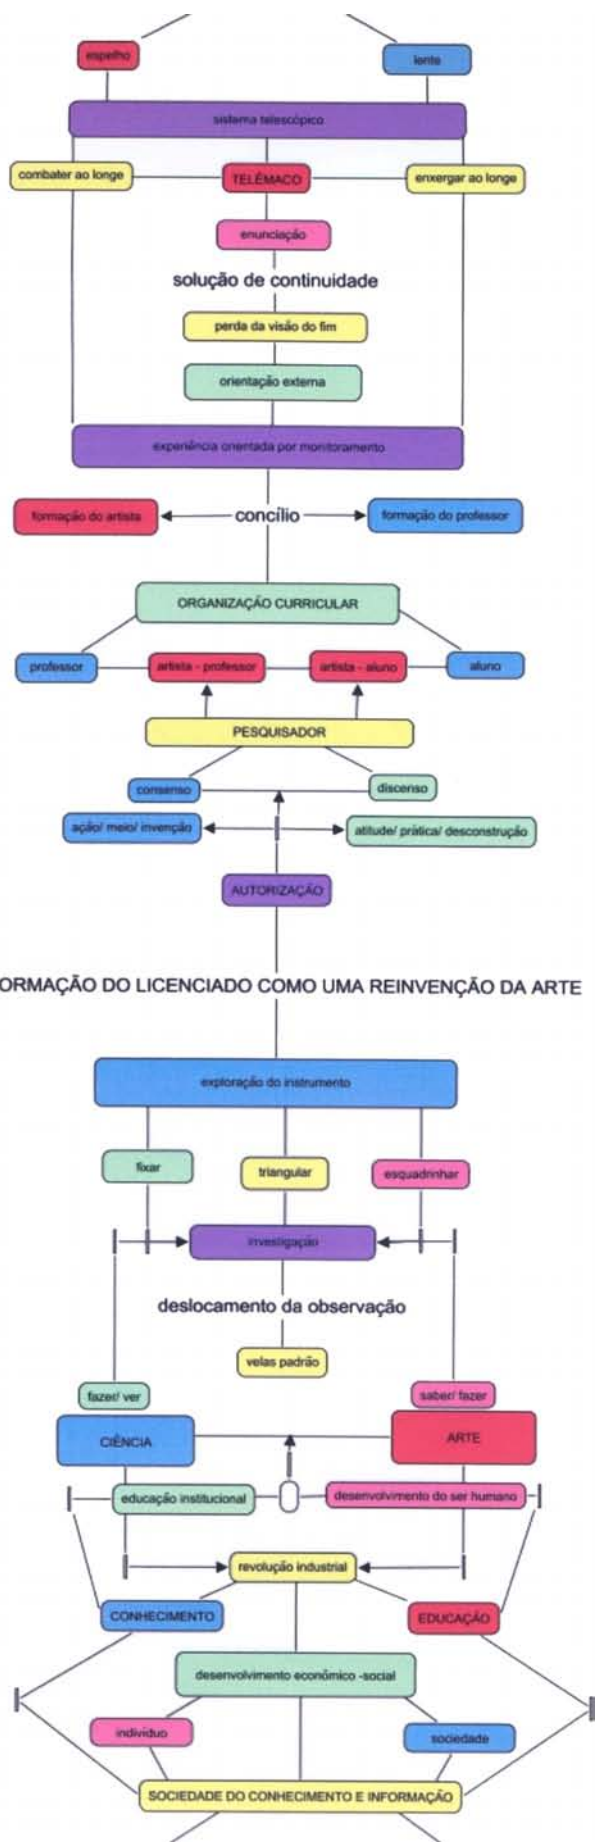 espelho
lente
sistema telescópico
combater ao longe
TELÊMACO
enxergar ao longe
enunciação
solução de continuidade
perda da visão do fim
orientação externa
experiência orientada por monitoramento
formação do artista
concílio
formação do professor
ORGANIZAÇÃO CURRICULAR
professor
artista - professor
artista - aluno
aluno
PESQUISADOR
consenso
discenso
ação/ meio/ invenção
atitude/ prática/ desconstrução
AUTORIZAÇÃO
ORMAÇÃO DO LICENCIADO COMO UMA REINVENÇÃO DA ARTE
exploração do instrumento
fixar
triangular
esquadrinhar
investigação
deslocamento da observação
velas padrão
fazer/ ver
saber/ fazer
CIÊNCIA
ARTE
educação institucional
desenvolvimento do ser humano
revolução industrial
CONHECIMENTO
EDUCAÇÃO
desenvolvimento econômico -social
indivíduo
sociedade
SOCIEDADE DO CONHECIMENTO E INFORMAÇÃO